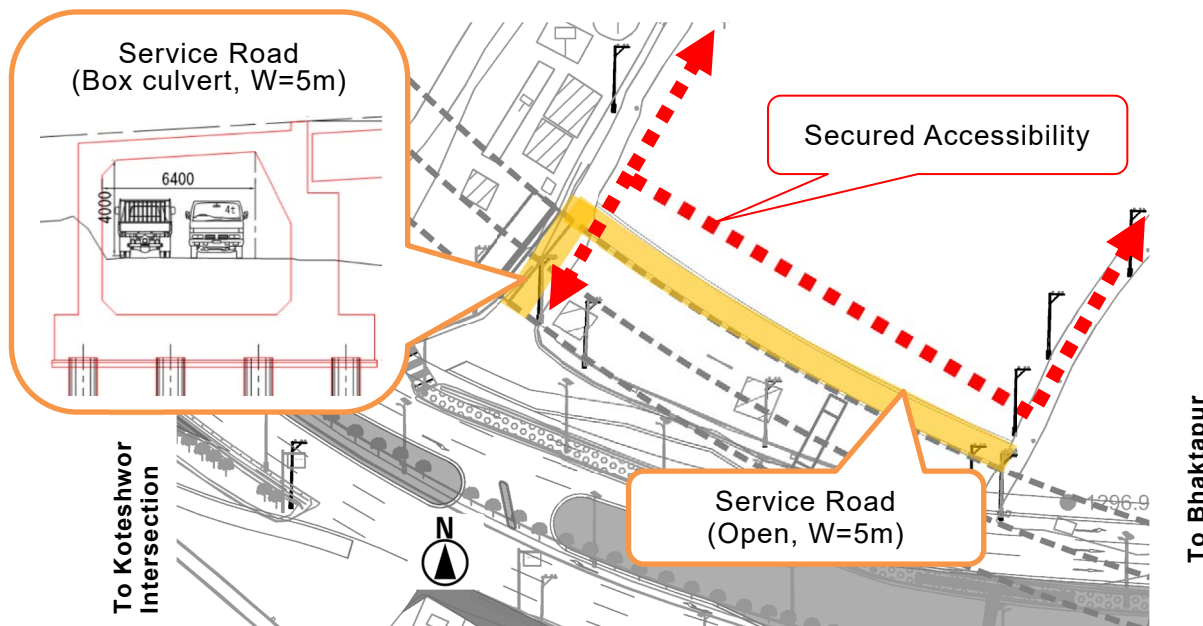 Service Road
(Box culvert, W=5m)
6400
4000
4t
Secured Accessibility
Service Road
(Open, W=5m)
1296.9
To Koteshwor
Intersection
N
To Bhaktapur